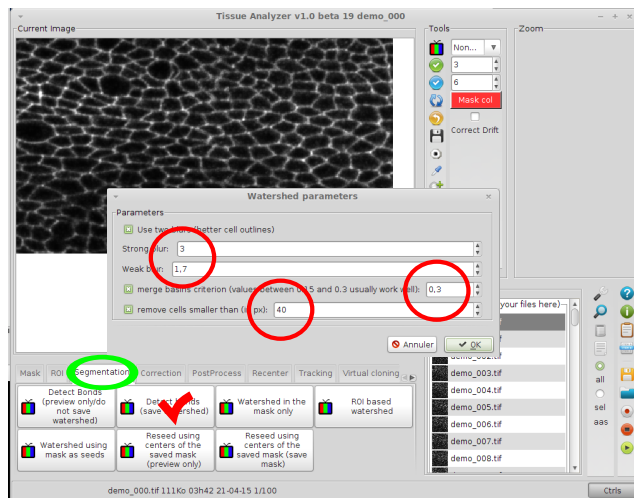 Tissue Analyzer v1.0 beta 19 demo_000
Current Image
Tools
Zoom
Non...
3
6
Mask col
Correct Drift
Watershed parameters
Parameters
Use two blurs (better cell outlines)
Strong blur: 3
Weak blur: 1,7
merge basins criterion (values between 0.15 and 0.3 usually work well): 0,3
remove cells smaller than (in px): 40
Annuler
OK
your files here)
demo_002.tif
demo_003.tif
demo_004.tif
demo_005.tif
demo_006.tif
demo_007.tif
demo_008.tif
all
sel
aas
Mask ROI Segmentation Correction PostProcess Recenter Tracking Virtual cloning
Detect Bonds
(preview only/do
not save
watershed)
Detect Bonds
(save watershed)
Watershed in the
mask only
ROI based
watershed
Watershed using
mask as seeds
Reseed using
centers of the
saved mask
(preview only)
Reseed using
centers of the
saved mask (save
mask)
demo_000.tif 111Ko 03h42 21-04-15 1/100
Ctrls